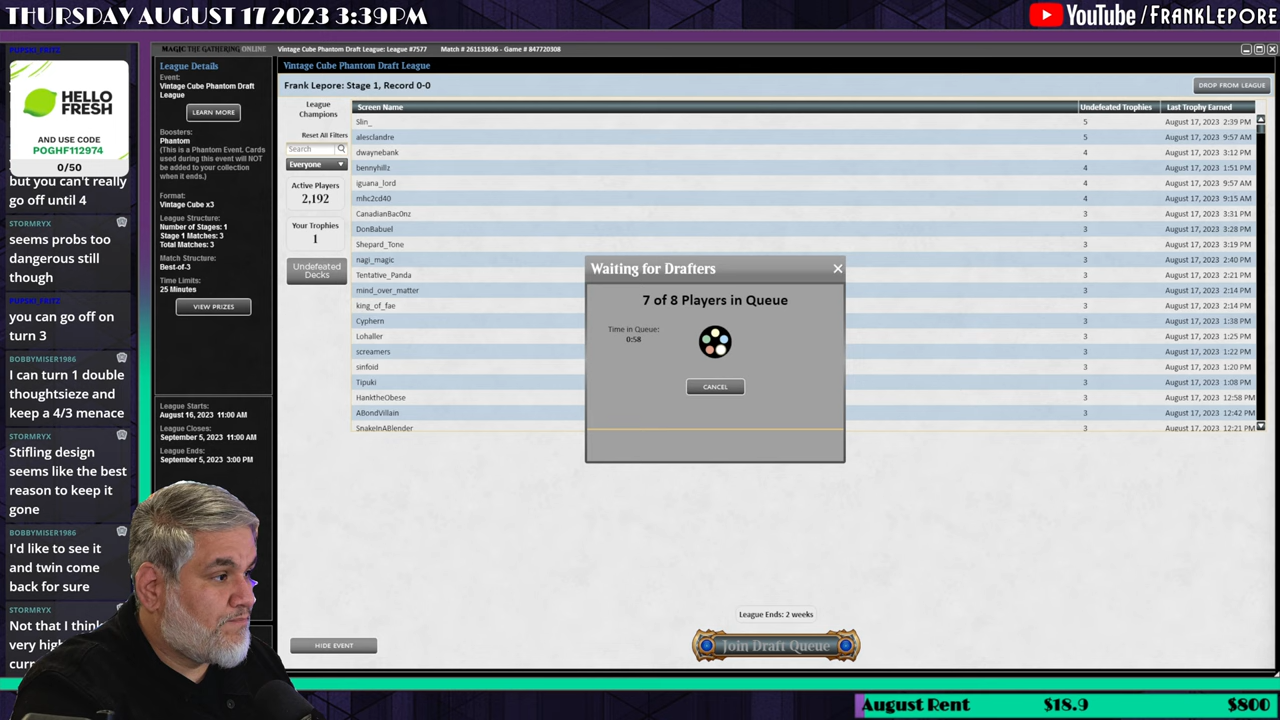 THURSDAY AUGUST 17 2023 3:39PM
YouTube /FRANKLEPORE
PUPSKI_FRITZ
HELLO
FRESH
AND USE CODE
POGHF112974
0/50
but you can't really
go off until 4
STORMRYX
seems probs too
dangerous still
though
PUPSKI_FRITZ
you can go off on
turn 3
BOBBYMISER1986
I can turn 1 double
thoughtsieze and
keep a 4/3 menace
STORMRYX
Stifling design
seems like the best
reason to keep it
gone
BOBBYMISER1986
I'd like to see it
and twin come
back for sure
STORMRYX
Not that I think
very high
curr
MAGIC THE GATHERING ONLINE
Vintage Cube Phantom Draft League: League #7577
Match # 261133636 - Game # 847720308
League Details
Event:
Vintage Cube Phantom Draft
League
LEARN MORE
Boosters:
Phantom
(This is a Phantom Event. Cards
used during this event will NOT
be added to your collection
when it ends.)
Format:
Vintage Cube x3
League Structure:
Number of Stages: 1
Stage 1 Matches: 3
Total Matches: 3
Match Structure:
Best-of-3
Time Limits:
25 Minutes
VIEW PRIZES
League Starts:
August 16, 2023 11:00 AM
League Closes:
September 5, 2023 11:00 AM
League Ends:
September 5, 2023 3:00 PM
Vintage Cube Phantom Draft League
Frank Lepore: Stage 1, Record 0-0
DROP FROM LEAGUE
League
Champions
Reset All Filters
Search
Everyone
Active Players
2,192
Your Trophies
1
Undefeated
Decks
Screen Name Undefeated Trophies Last Trophy Earned
Slin_ 5 August 17, 2023 2:39 PM
alesclandre 5 August 17, 2023 9:57 AM
dwaynebank 4 August 17, 2023 3:12 PM
bennyhillz 4 August 17, 2023 1:51 PM
iguana_lord 4 August 17, 2023 9:57 AM
mhc2cd40 4 August 17, 2023 9:15 AM
CanadianBac0nz 3 August 17, 2023 3:31 PM
DonBabuel 3 August 17, 2023 3:28 PM
Shepard_Tone 3 August 17, 2023 3:19 PM
nagi_magic 3 August 17, 2023 2:40 PM
Tentative_Panda 3 August 17, 2023 2:21 PM
mind_over_matter 3 August 17, 2023 2:14 PM
king_of_fae 3 August 17, 2023 2:14 PM
Cyphern 3 August 17, 2023 1:38 PM
Lohaller 3 August 17, 2023 1:25 PM
screamers 3 August 17, 2023 1:22 PM
sinfoid 3 August 17, 2023 1:20 PM
Tipuki 3 August 17, 2023 1:08 PM
HanktheObese 3 August 17, 2023 12:58 PM
ABondVillain 3 August 17, 2023 12:42 PM
SnakeInABlender 3 August 17, 2023 12:21 PM
Waiting for Drafters
7 of 8 Players in Queue
Time in Queue:
0:58
CANCEL
League Ends: 2 weeks
Join Draft Queue
HIDE EVENT
August Rent $18.9 $800